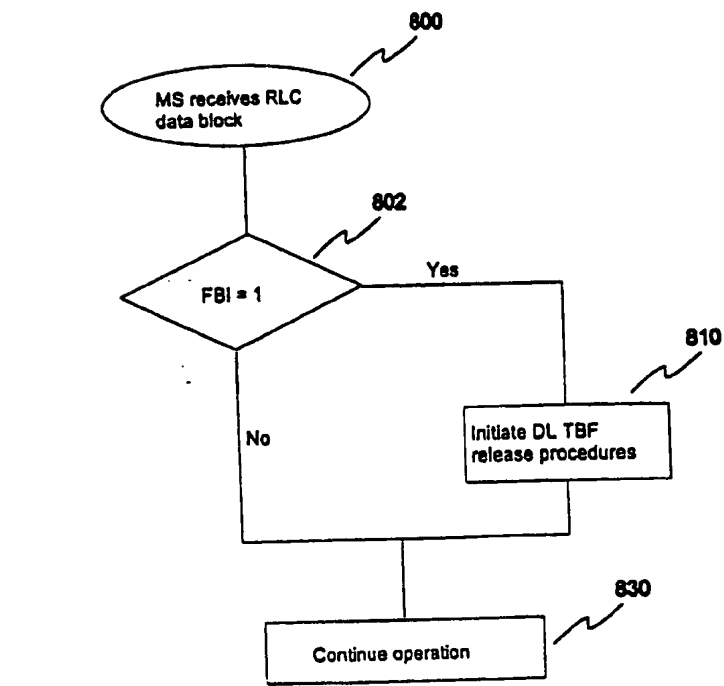 800
MS receives RLC
data block
802
FBI = 1
Yes
810
Initiate DL TBF
release procedures
No
830
Continue operation